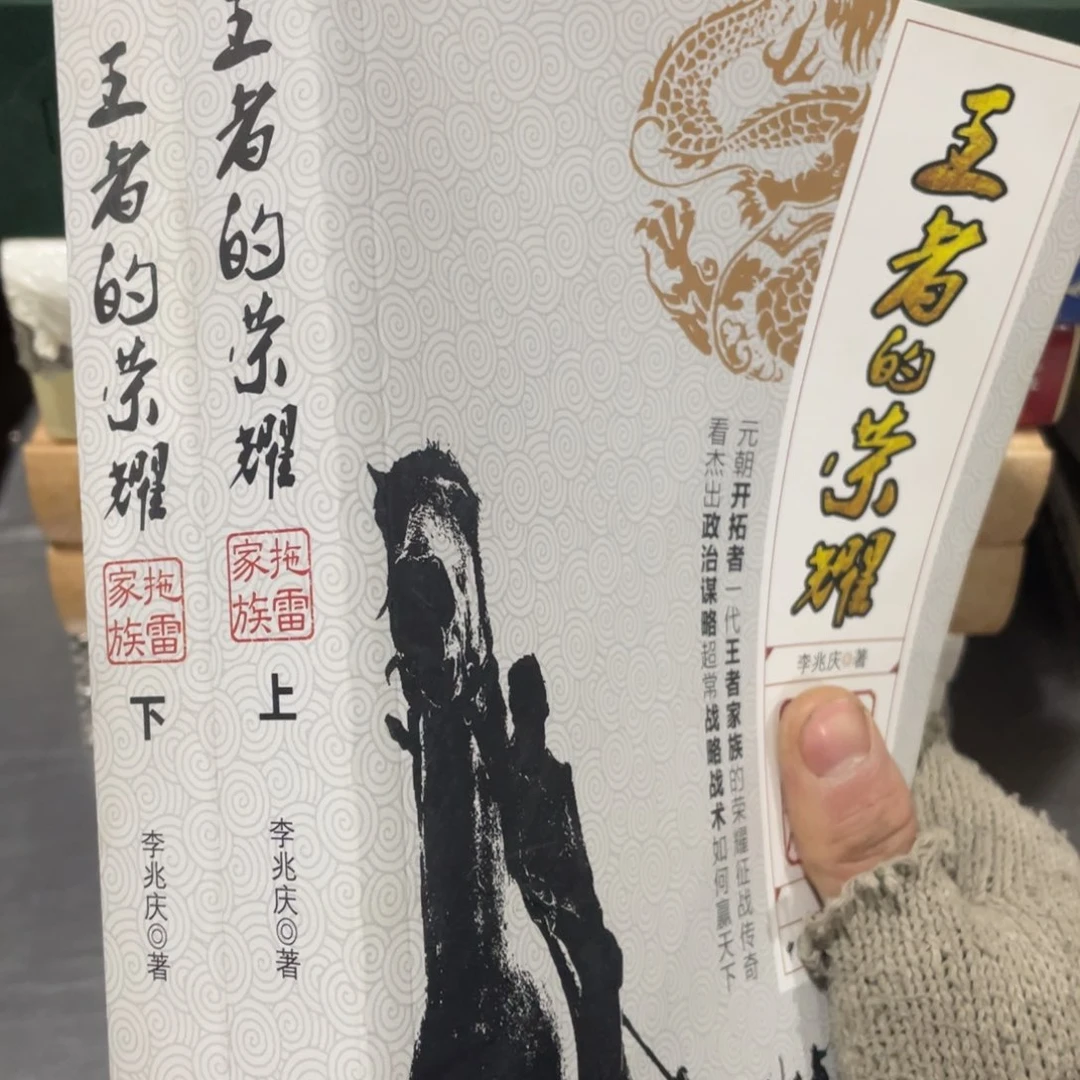 王者的荣耀
拖雷
家族
下
李兆庆◎著
王者的荣耀
拖雷
家族
上
李兆庆◎著
元朝开拓者一代王者家族的荣耀征战传奇
看杰出政治谋略超常战略战术如何赢天下
王者的荣耀
李兆庆◎著